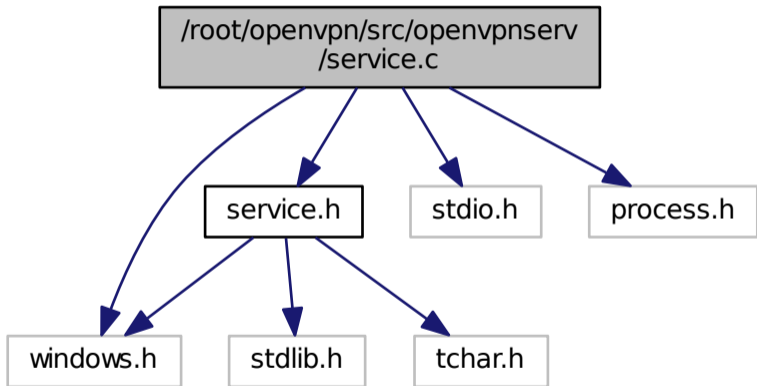 /root/openvpn/src/openvpnserv
/service.c
service.h
stdio.h
process.h
windows.h
stdlib.h
tchar.h